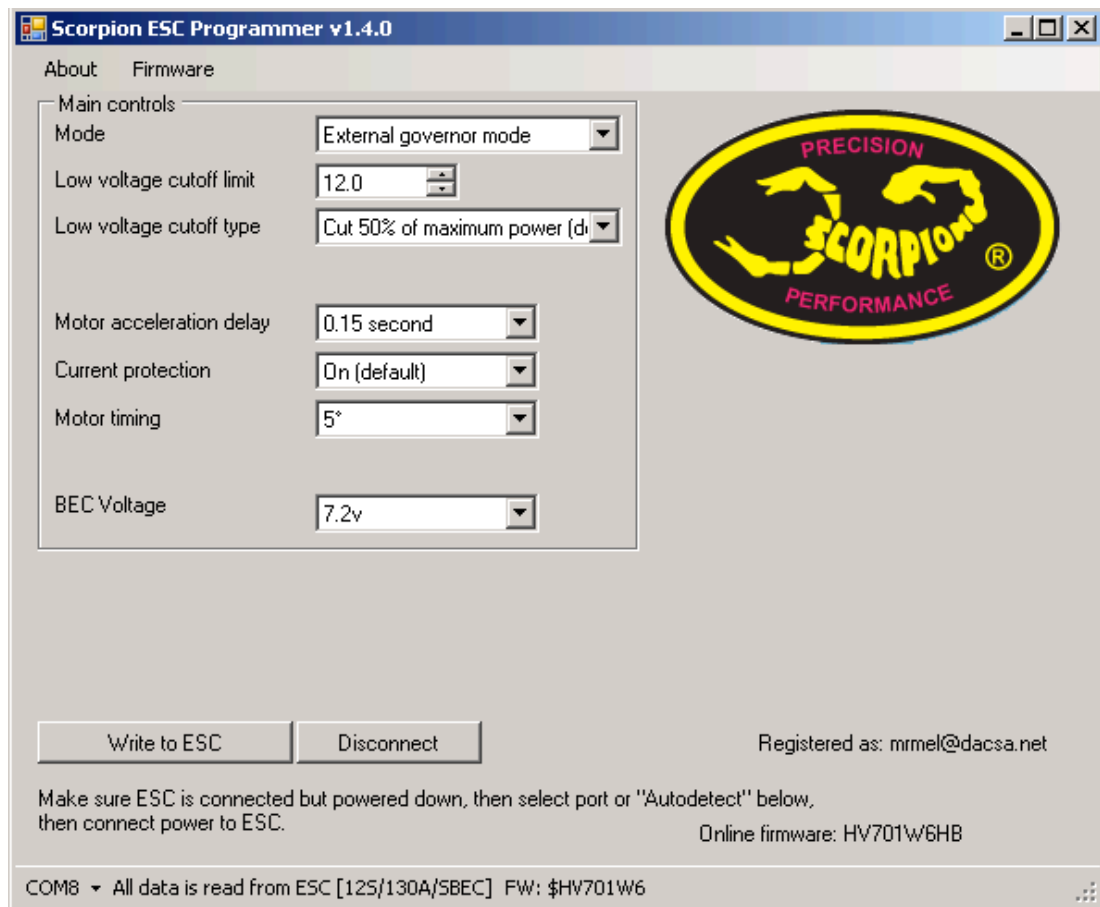 Scorpion ESC Programmer v1.4.0
About Firmware
Main controls
Mode External governor mode
Low voltage cutoff limit 12.0
Low voltage cutoff type Cut 50% of maximum power (d
Motor acceleration delay 0.15 second
Current protection On (default)
Motor timing 5°
BEC Voltage 7.2v
PRECISION
SCORPION
®
PERFORMANCE
Write to ESC Disconnect Registered as: mrmel@dacsa.net
Make sure ESC is connected but powered down, then select port or "Autodetect" below,
then connect power to ESC.
Online firmware: HV701W6HB
COM8 All data is read from ESC [12S/130A/SBEC] FW: $HV701W6